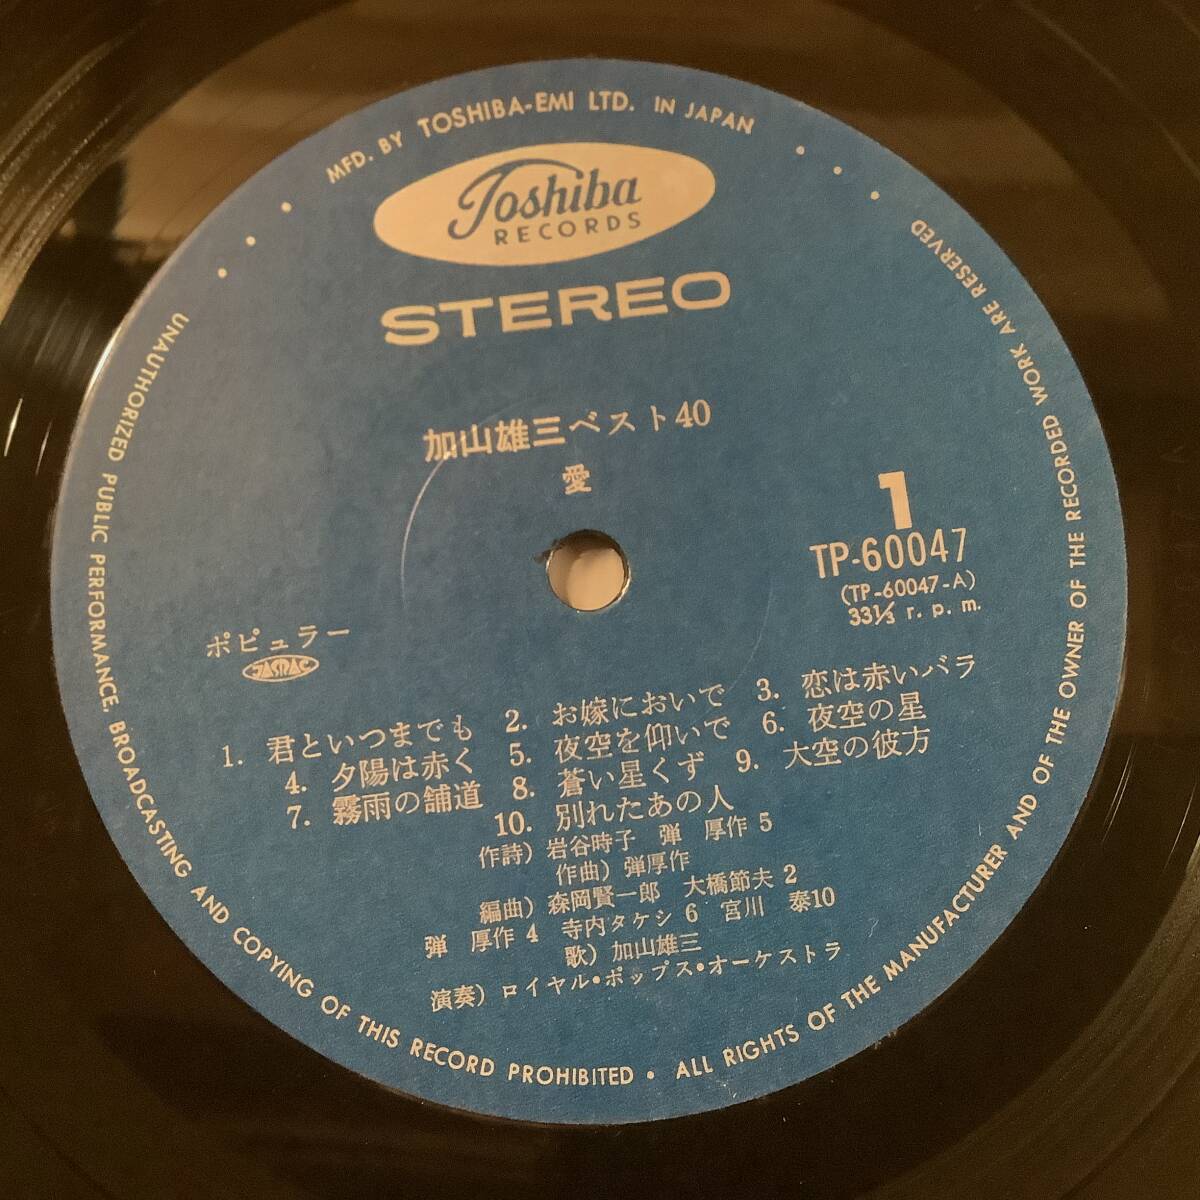 MFD. BY TOSHIBA-EMI LTD. IN JAPAN
Toshiba
RECORDS
STEREO
加山雄三ベスト40
愛
1
TP-60047
(TP-60047-A)
33⅓ r. p. m.
ポピュラー
JASRAC
1. 君といつまでも 2. お嫁においで 3. 恋は赤いバラ
4. 夕陽は赤く 5. 夜空を仰いで 6. 夜空の星
7. 霧雨の舗道 8. 蒼い星くず 9. 大空の彼方
10. 別れたあの人
作詩）岩谷時子 弾 厚作 5
作曲）弾厚作
編曲）森岡賢一郎 大橋節夫 2
弾 厚作 4 寺内タケシ 6 宮川 泰10
歌）加山雄三
演奏）ロイヤル・ポップス・オーケストラ
UNAUTHORIZED PUBLIC PERFORMANCE, BROADCASTING AND COPYING OF THIS RECORD PROHIBITED • ALL RIGHTS OF THE MANUFACTURER AND OF THE OWNER OF THE RECORDED WORK ARE RESERVED